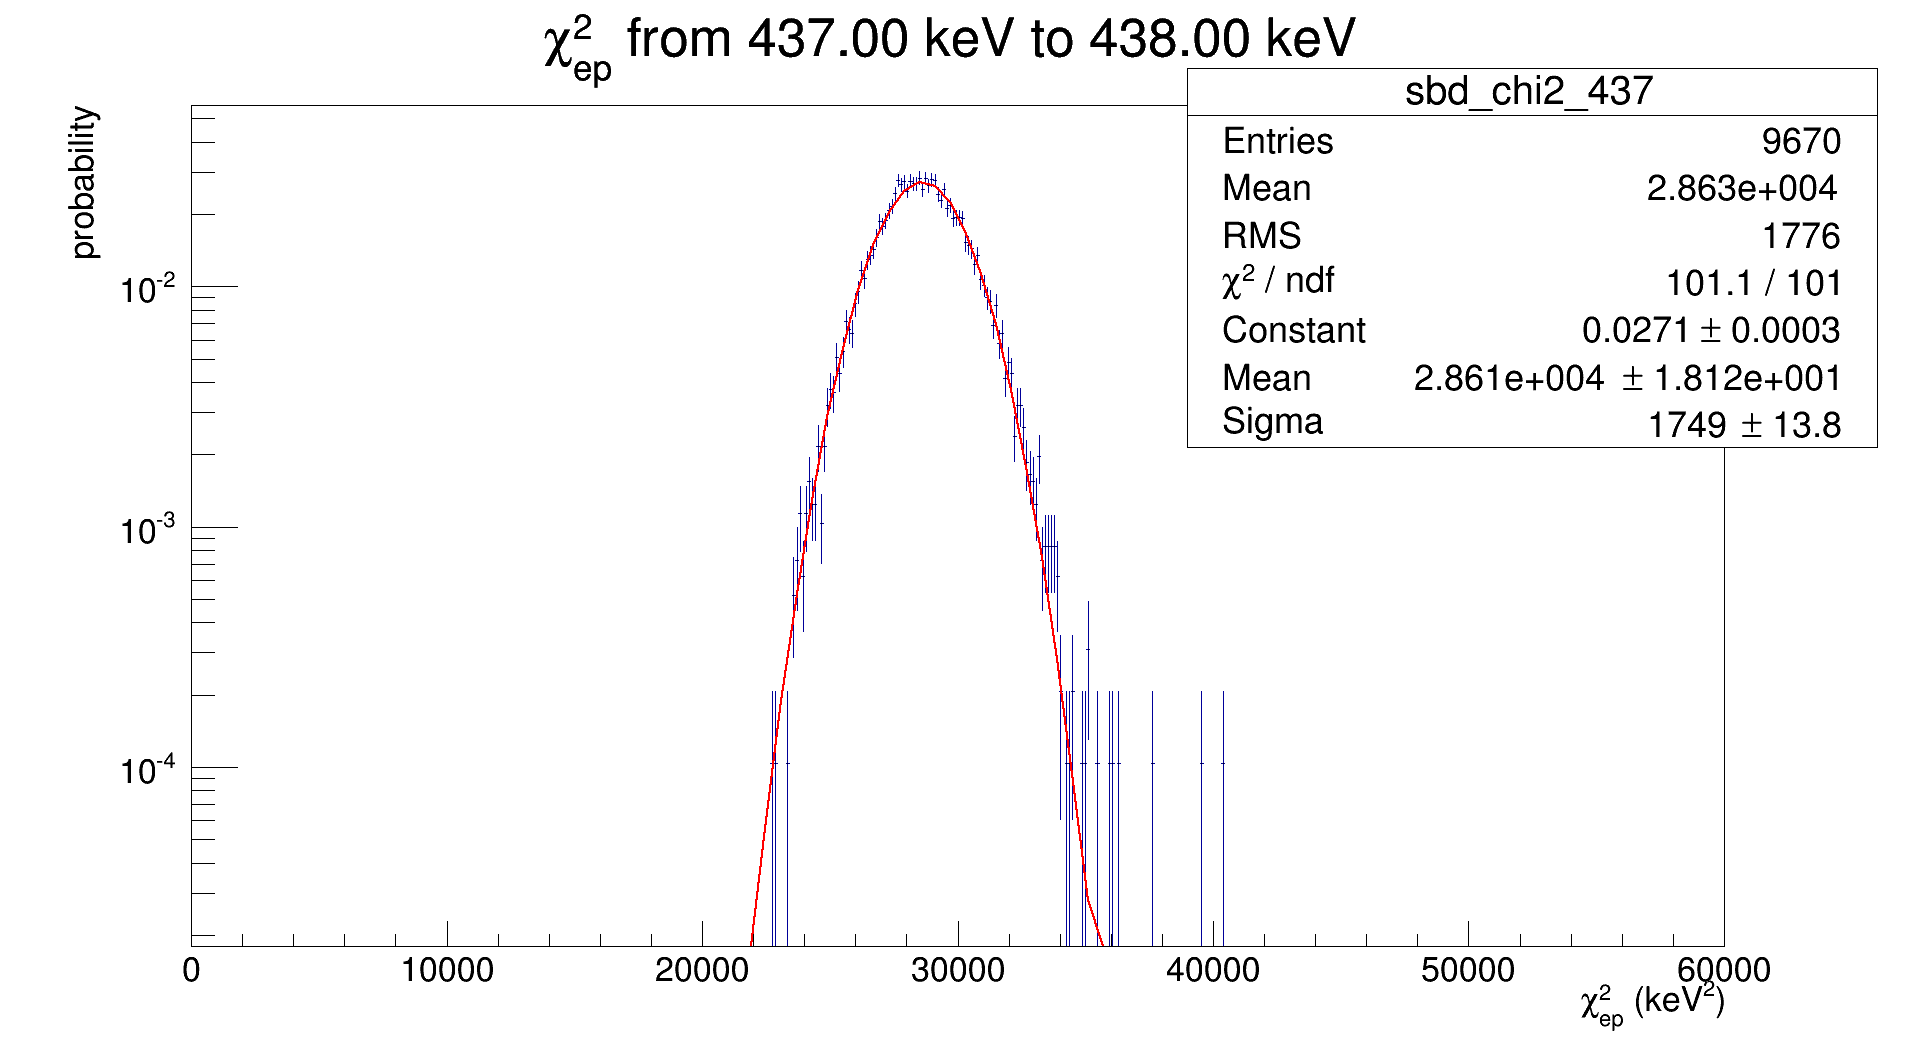 χ²ep from 437.00 keV to 438.00 keV
sbd_chi2_437
Entries 9670
Mean 2.863e+004
RMS 1776
χ² / ndf 101.1 / 101
Constant 0.0271 ± 0.0003
Mean 2.861e+004 ± 1.812e+001
Sigma 1749 ± 13.8
probability
10⁻²
10⁻³
10⁻⁴
0 10000 20000 30000 40000 50000 60000
χ²ep (keV²)